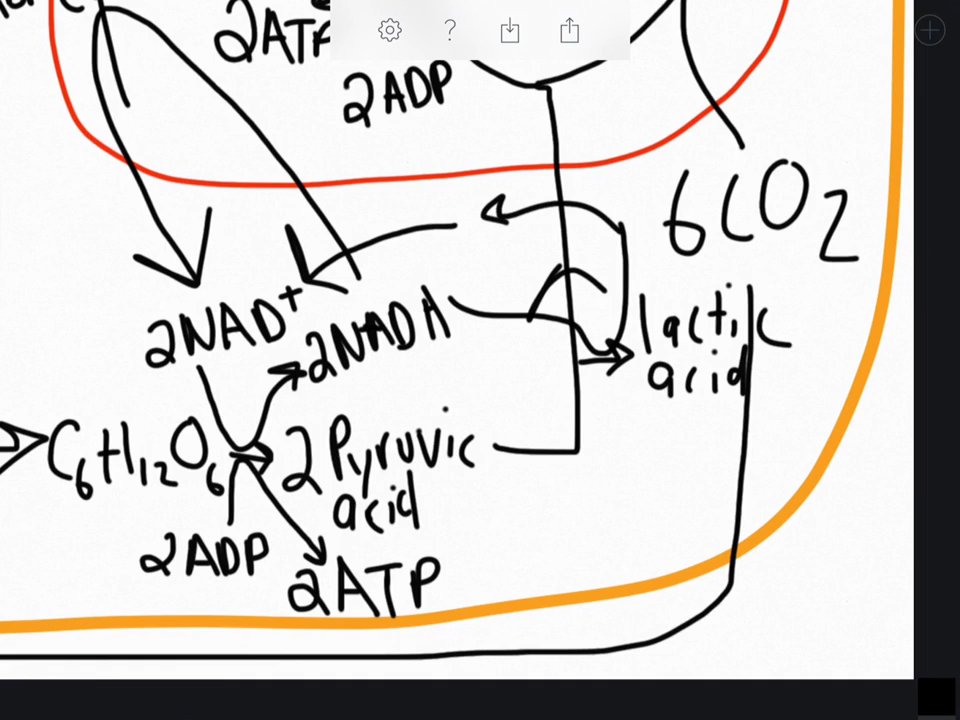 2ATP
2ADP
6CO2
2NAD+
2NADH
lactic
acid
C6H12O6
2 Pyruvic
acid
2ADP
2ATP
?